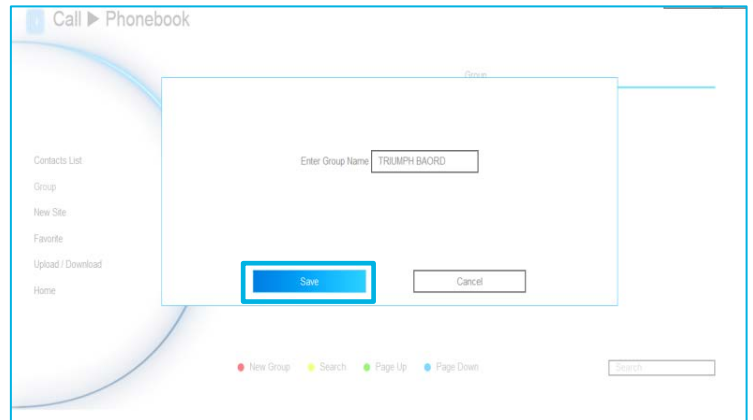 Call ▶ Phonebook
Group
Contacts List
Group
New Site
Favorite
Upload / Download
Home
Enter Group Name TRIUMPH BAORD
Save Cancel
New Group Search Page Up Page Down
Search